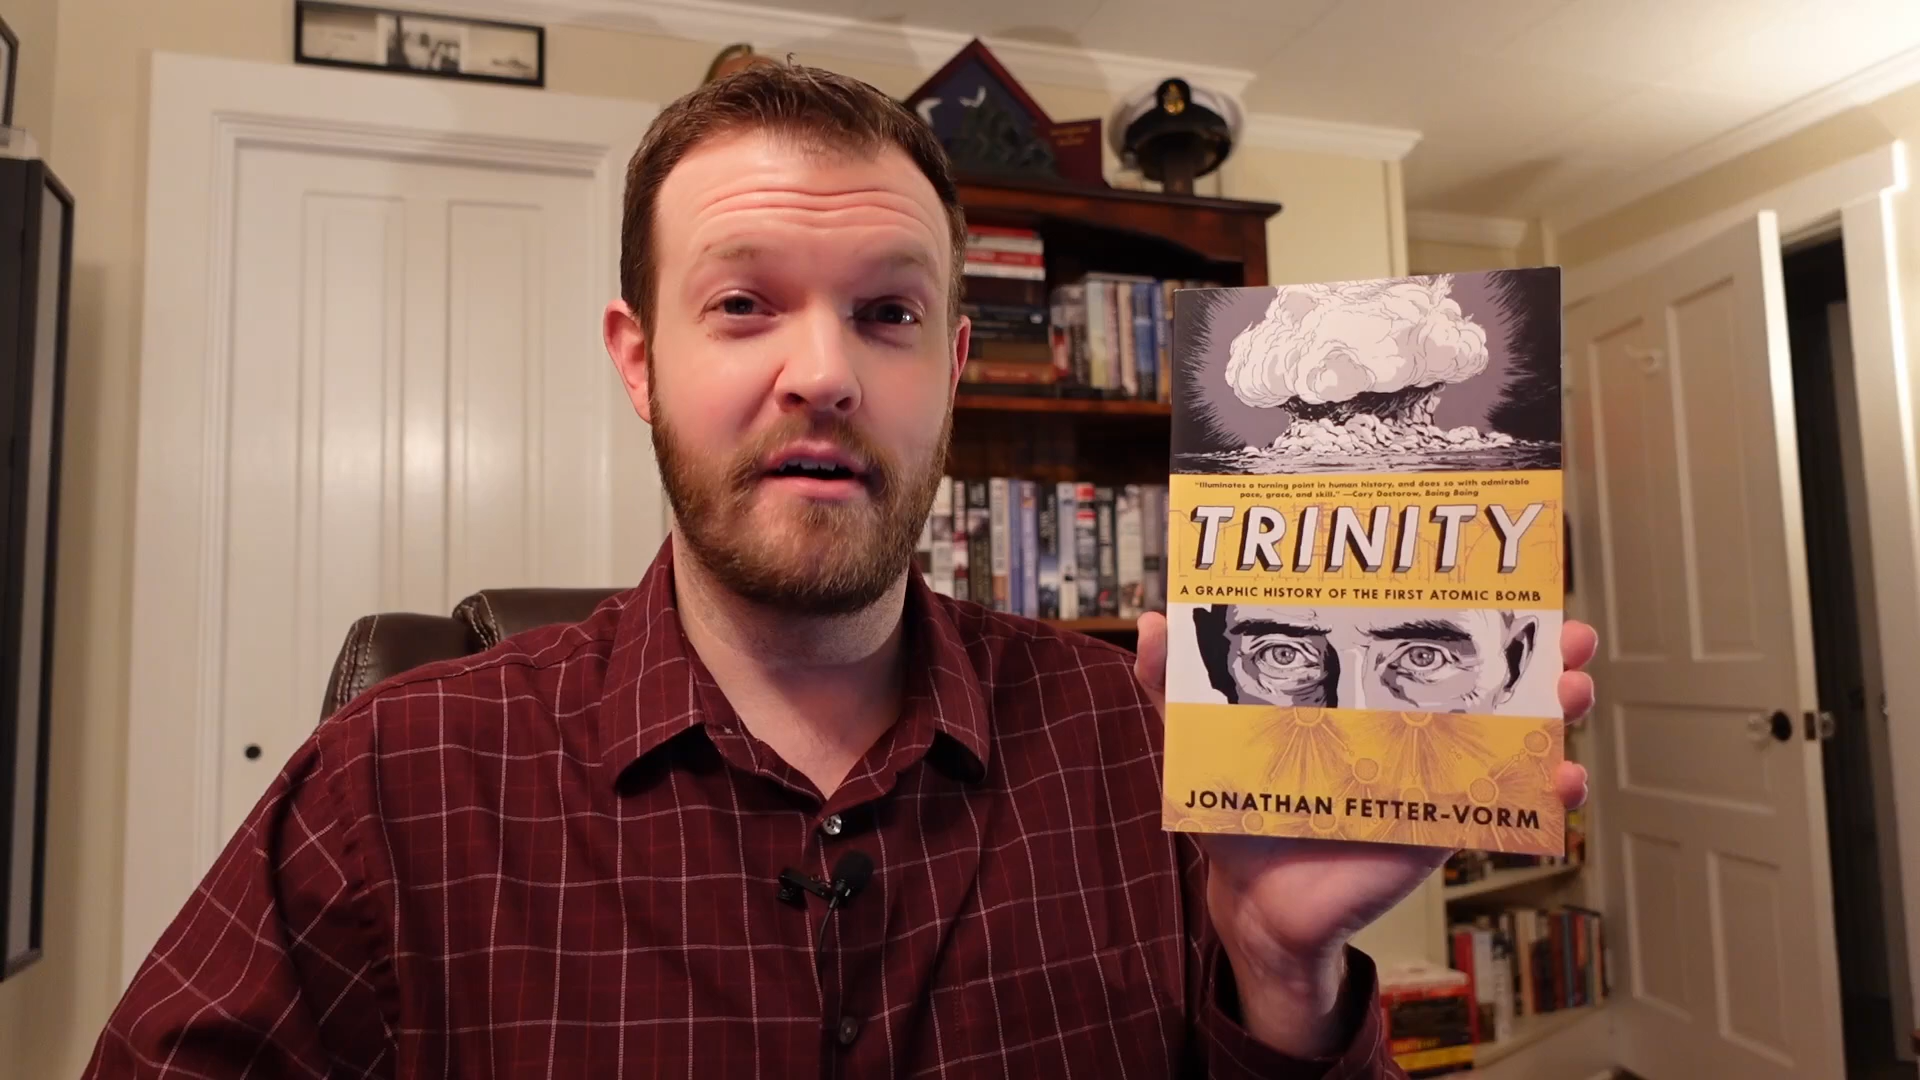 "Illuminates a turning point in human history, and does so with admirable
pace, grace, and skill." —Cory Doctorow, Boing Boing
TRINITY
A GRAPHIC HISTORY OF THE FIRST ATOMIC BOMB
JONATHAN FETTER-VORM